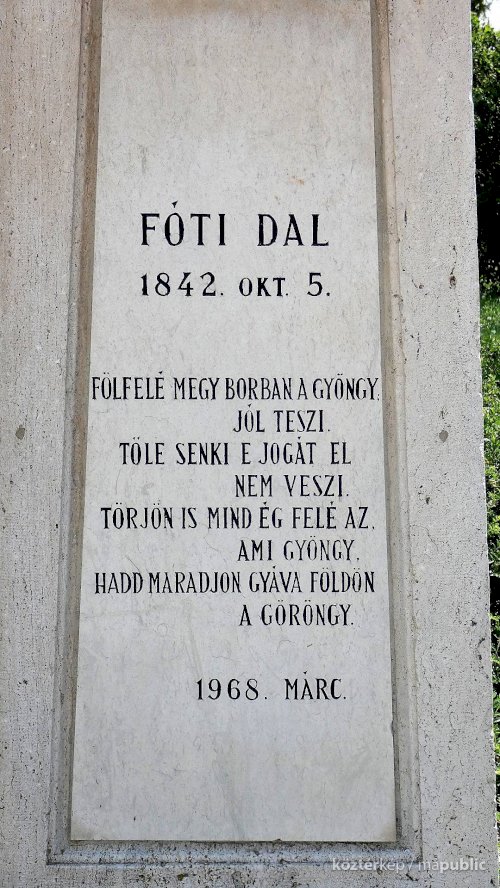 FÓTI DAL
1842. OKT. 5.
FÖLFELÉ MEGY BORBAN A GYÖNGY;
JÓL TESZI.
TŐLE SENKI E JOGÁT EL
NEM VESZI.
TÖRJÖN IS MIND ÉG FELÉ AZ,
AMI GYÖNGY,
HADD MARADJON GYÁVA FÖLDÖN
A GÖRÖNGY.
1968. MÁRC.
közterkep / mapublic